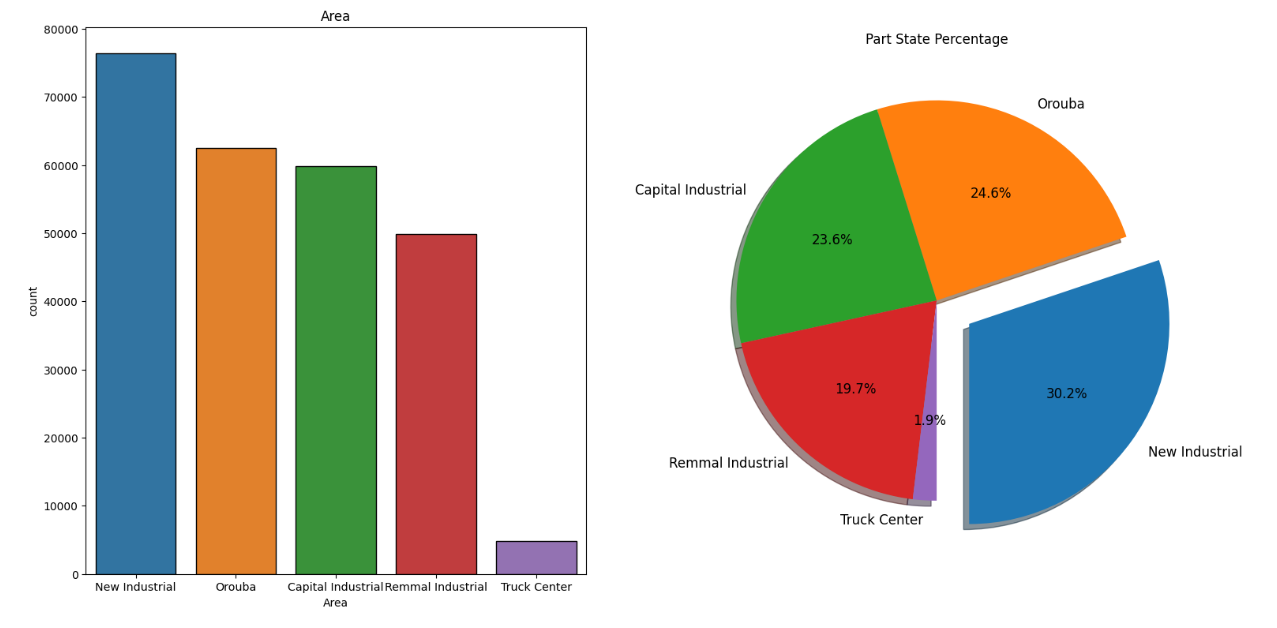 Area
80000
70000
60000
50000
40000
30000
20000
10000
0
count
New Industrial
Orouba
Capital Industrial
Remmal Industrial
Truck Center
Area
Part State Percentage
Orouba
Capital Industrial
24.6%
23.6%
19.7%
30.2%
1.9%
New Industrial
Remmal Industrial
Truck Center